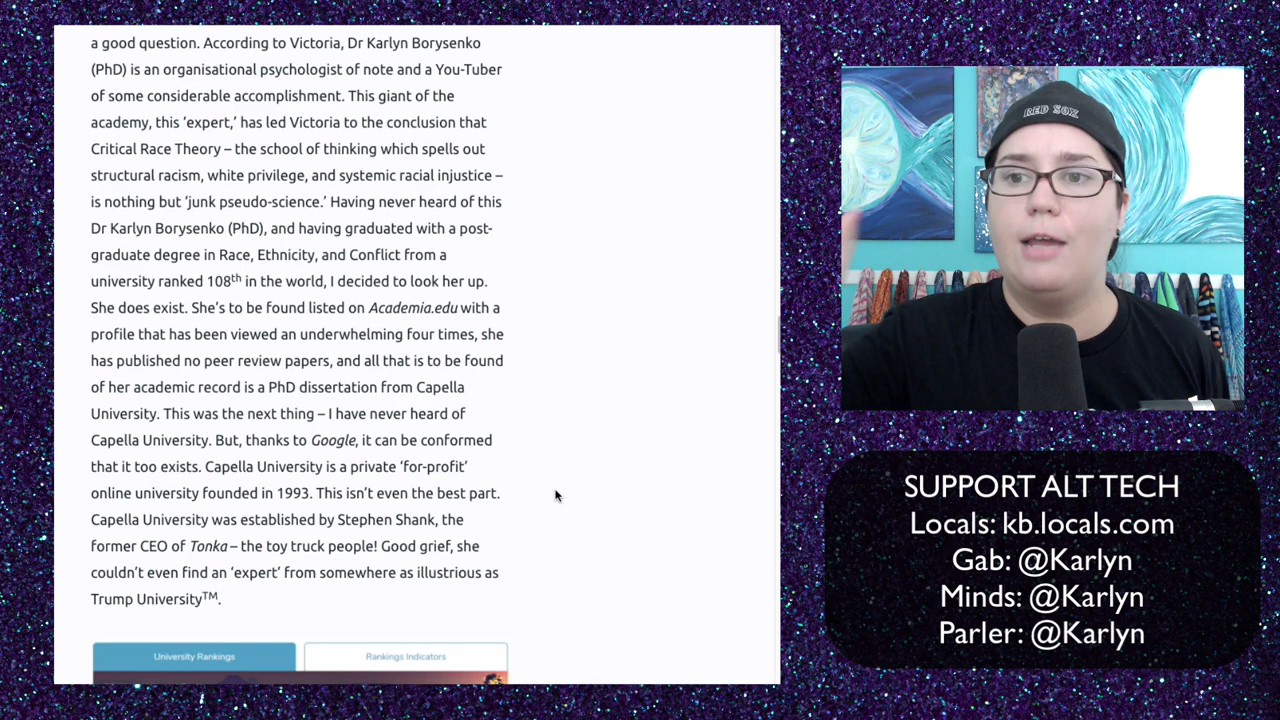 a good question. According to Victoria, Dr Karlyn Borysenko
(PhD) is an organisational psychologist of note and a You-Tuber
of some considerable accomplishment. This giant of the
academy, this ‘expert,’ has led Victoria to the conclusion that
Critical Race Theory – the school of thinking which spells out
structural racism, white privilege, and systemic racial injustice –
is nothing but ‘junk pseudo-science.’ Having never heard of this
Dr Karlyn Borysenko (PhD), and having graduated with a post-
graduate degree in Race, Ethnicity, and Conflict from a
university ranked 108th in the world, I decided to look her up.
She does exist. She’s to be found listed on Academia.edu with a
profile that has been viewed an underwhelming four times, she
has published no peer review papers, and all that is to be found
of her academic record is a PhD dissertation from Capella
University. This was the next thing – I have never heard of
Capella University. But, thanks to Google, it can be conformed
that it too exists. Capella University is a private ‘for-profit’
online university founded in 1993. This isn’t even the best part.
Capella University was established by Stephen Shank, the
former CEO of Tonka – the toy truck people! Good grief, she
couldn’t even find an ‘expert’ from somewhere as illustrious as
Trump University™.
University Rankings
Rankings Indicators
RED SOX
SUPPORT ALT TECH
Locals: kb.locals.com
Gab: @Karlyn
Minds: @Karlyn
Parler: @Karlyn